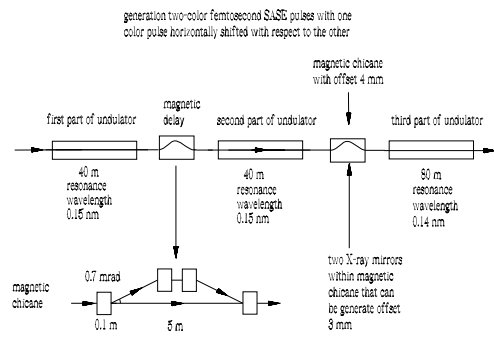 generation two-color femtosecond SASE pulses with one
color pulse horizontally shifted with respect to the other
magnetic chicane
with offset 4 mm
first part of undulator
magnetic
delay
second part of undulator
third part of undulator
40 m
resonance
wavelength
0.15 nm
40 m
resonance
wavelength
0.15 nm
80 m
resonance
wavelength
0.14 nm
two X-ray mirrors
within magnetic
chicane that can
be generate offset
3 mm
magnetic
chicane
0.7 mrad
0.1 m
5 m